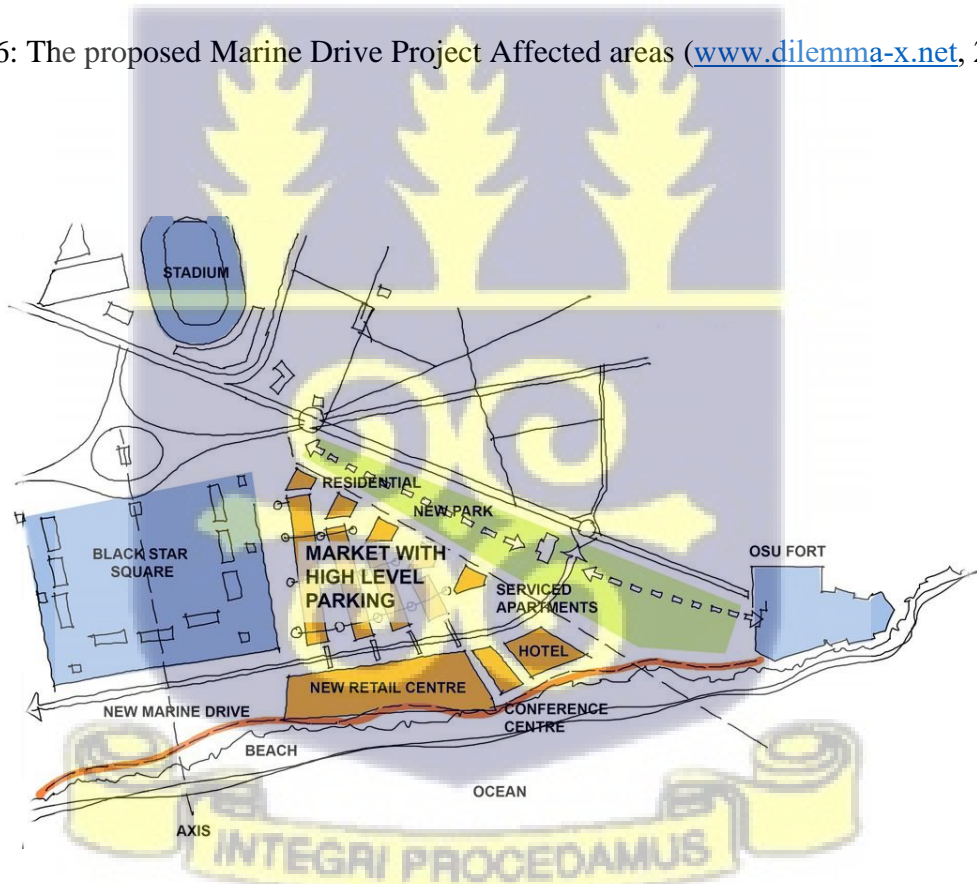 6: The proposed Marine Drive Project Affected areas (www.dilemma-x.net, 2
STADIUM
RESIDENTIAL
NEW PARK
BLACK STAR
SQUARE
MARKET WITH
HIGH LEVEL
PARKING
OSU FORT
SERVICED
APARTMENTS
HOTEL
NEW RETAIL CENTRE
NEW MARINE DRIVE
CONFERENCE
CENTRE
BEACH
OCEAN
AXIS
INTEGRI PROCEDAMUS